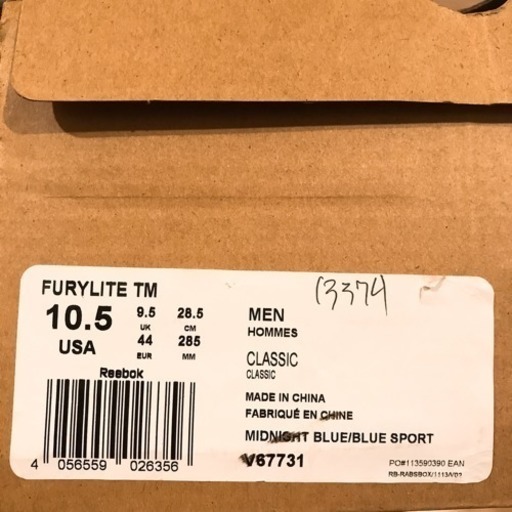 FURYLITE TM
13374
10.5 9.5 28.5 MEN
UK CM HOMMES
USA 44 285 CLASSIC
EUR MM CLASSIC
Reebok
MADE IN CHINA
FABRIQUÉ EN CHINE
MIDNIGHT BLUE/BLUE SPORT
V67731
4 056559 026356
PO#113590390 EAN